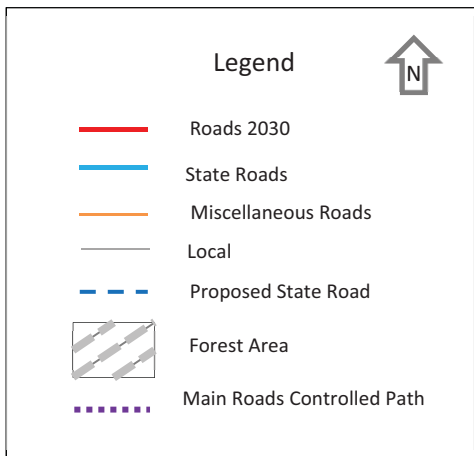 Legend
N
Roads 2030
State Roads
Miscellaneous Roads
Local
Proposed State Road
Forest Area
Main Roads Controlled Path